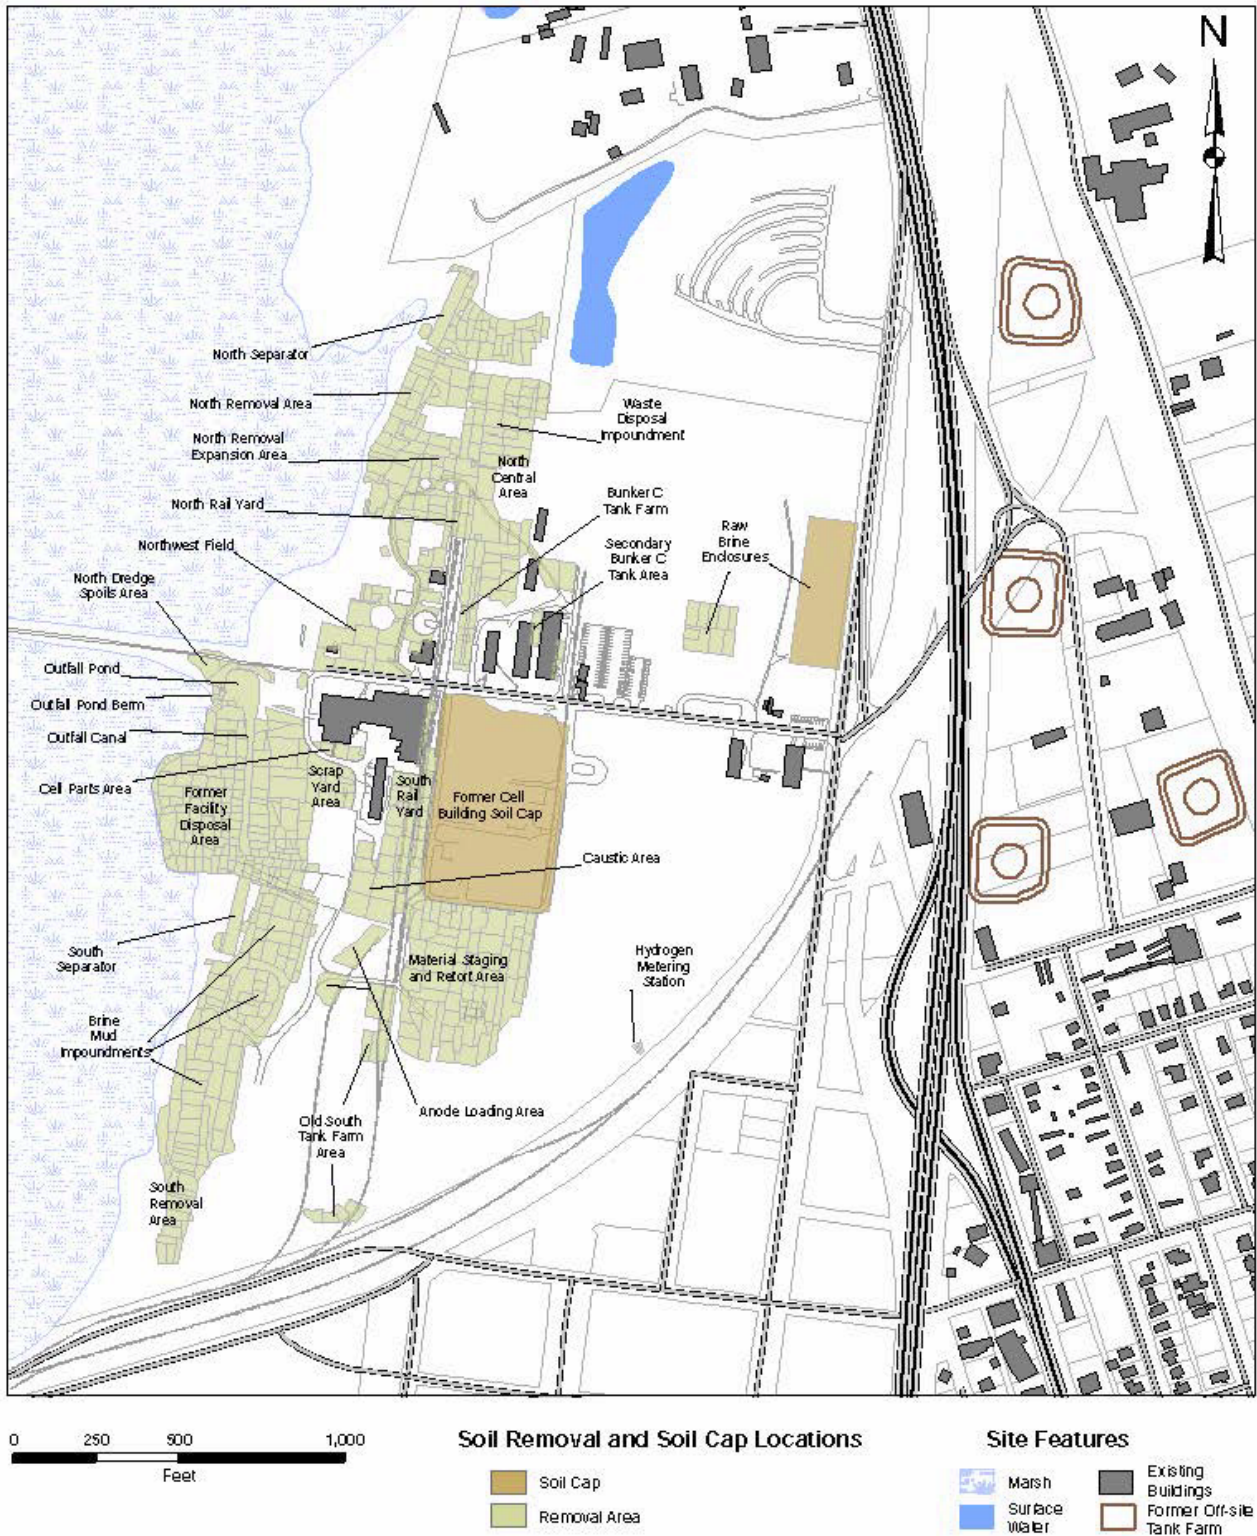 N
North Separator
North Removal Area
North Removal
Expansion Area
North Rail Yard
Northwest Field
North Dredge
Spoils Area
Outfall Pond
Outfall Pond Berm
Outfall Canal
Cell Parts Area
Waste
Disposal
Impoundment
North
Central
Area
Bunker C
Tank Farm
Secondary
Bunker C
Tank Area
Raw
Brine
Enclosures
Former
Facility
Disposal
Area
Scrap
Yard
Area
South
Rail
Yard
Former Cell
Building Soil Cap
Caustic Area
South
Separator
Material Staging
and Retort Area
Hydrogen
Metering
Station
Brine
Mud
Impoundments
Anode Loading Area
Old South
Tank Farm
Area
South
Removal
Area
0 250 500 1,000
Feet
Soil Removal and Soil Cap Locations
Soil Cap
Removal Area
Site Features
Marsh
Surface
Water
Existing
Buildings
Former Off-site
Tank Farm